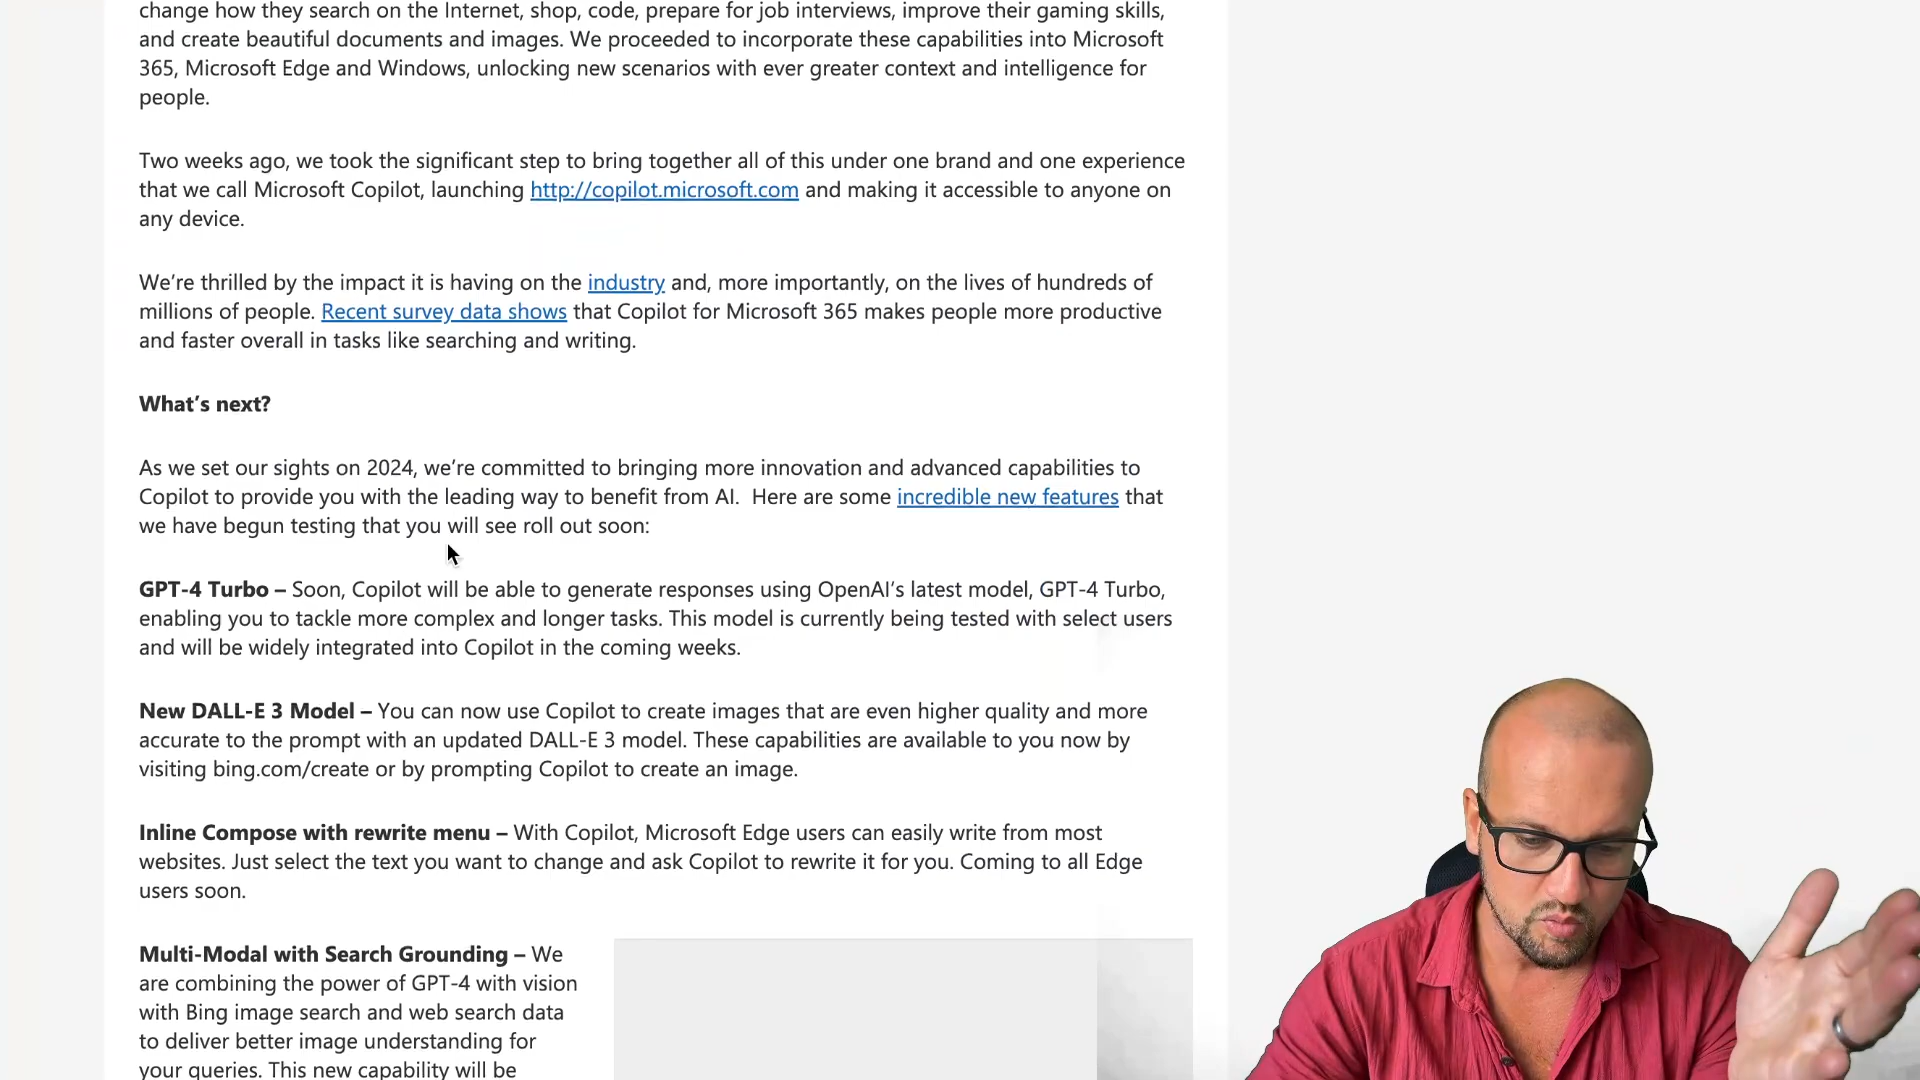 change how they search on the Internet, shop, code, prepare for job interviews, improve their gaming skills,
and create beautiful documents and images. We proceeded to incorporate these capabilities into Microsoft
365, Microsoft Edge and Windows, unlocking new scenarios with ever greater context and intelligence for
people.
Two weeks ago, we took the significant step to bring together all of this under one brand and one experience
that we call Microsoft Copilot, launching http://copilot.microsoft.com and making it accessible to anyone on
any device.
We’re thrilled by the impact it is having on the industry and, more importantly, on the lives of hundreds of
millions of people. Recent survey data shows that Copilot for Microsoft 365 makes people more productive
and faster overall in tasks like searching and writing.
What’s next?
As we set our sights on 2024, we’re committed to bringing more innovation and advanced capabilities to
Copilot to provide you with the leading way to benefit from AI.  Here are some incredible new features that
we have begun testing that you will see roll out soon:
GPT-4 Turbo – Soon, Copilot will be able to generate responses using OpenAI’s latest model, GPT-4 Turbo,
enabling you to tackle more complex and longer tasks. This model is currently being tested with select users
and will be widely integrated into Copilot in the coming weeks.
New DALL-E 3 Model – You can now use Copilot to create images that are even higher quality and more
accurate to the prompt with an updated DALL-E 3 model. These capabilities are available to you now by
visiting bing.com/create or by prompting Copilot to create an image.
Inline Compose with rewrite menu – With Copilot, Microsoft Edge users can easily write from most
websites. Just select the text you want to change and ask Copilot to rewrite it for you. Coming to all Edge
users soon.
Multi-Modal with Search Grounding – We
are combining the power of GPT-4 with vision
with Bing image search and web search data
to deliver better image understanding for
your queries. This new capability will be